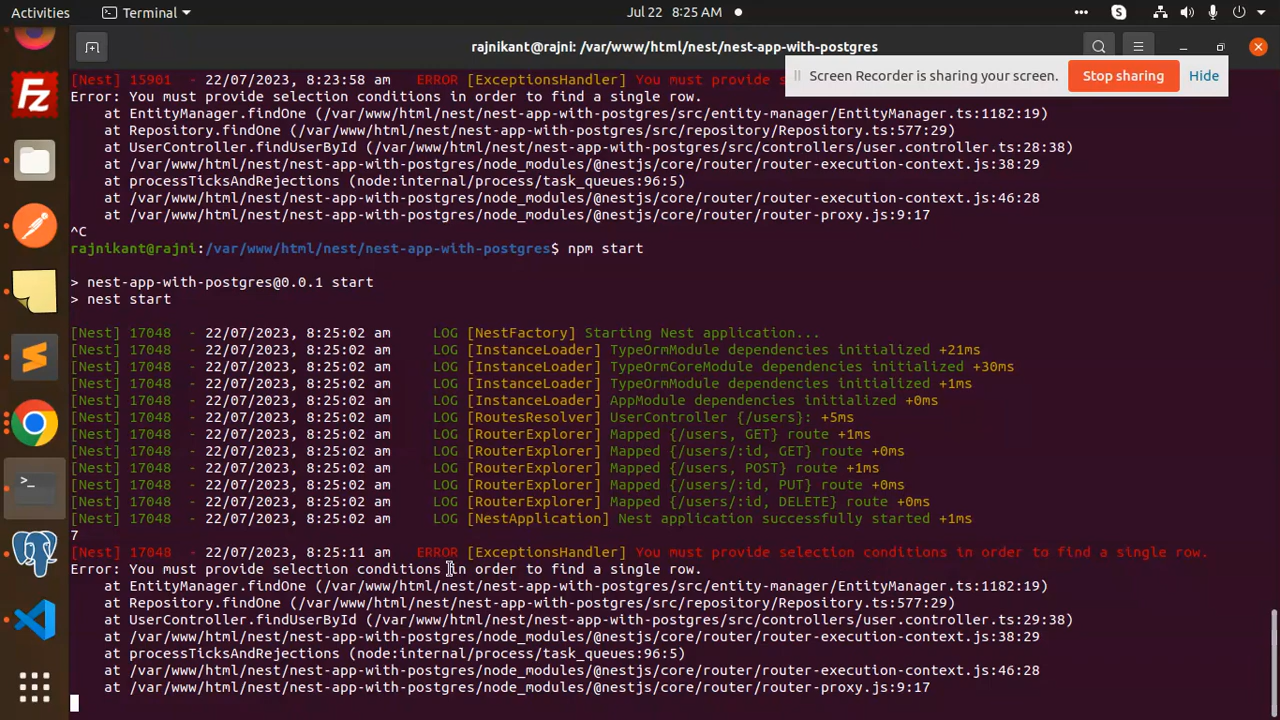 Activities
Terminal
Jul 22 8:25 AM
rajnikant@rajni: /var/www/html/nest/nest-app-with-postgres
Screen Recorder is sharing your screen.
Stop sharing
Hide
[Nest] 15901 - 22/07/2023, 8:23:58 am ERROR [ExceptionsHandler] You must provide s
Error: You must provide selection conditions in order to find a single row.
at EntityManager.findOne (/var/www/html/nest/nest-app-with-postgres/src/entity-manager/EntityManager.ts:1182:19)
at Repository.findOne (/var/www/html/nest/nest-app-with-postgres/src/repository/Repository.ts:577:29)
at UserController.findUserById (/var/www/html/nest/nest-app-with-postgres/src/controllers/user.controller.ts:28:38)
at /var/www/html/nest/nest-app-with-postgres/node_modules/@nestjs/core/router/router-execution-context.js:38:29
at processTicksAndRejections (node:internal/process/task_queues:96:5)
at /var/www/html/nest/nest-app-with-postgres/node_modules/@nestjs/core/router/router-execution-context.js:46:28
at /var/www/html/nest/nest-app-with-postgres/node_modules/@nestjs/core/router/router-proxy.js:9:17
^C
rajnikant@rajni:/var/www/html/nest/nest-app-with-postgres$ npm start
> nest-app-with-postgres@0.0.1 start
> nest start
[Nest] 17048 - 22/07/2023, 8:25:02 am LOG [NestFactory] Starting Nest application...
[Nest] 17048 - 22/07/2023, 8:25:02 am LOG [InstanceLoader] TypeOrmModule dependencies initialized +21ms
[Nest] 17048 - 22/07/2023, 8:25:02 am LOG [InstanceLoader] TypeOrmCoreModule dependencies initialized +30ms
[Nest] 17048 - 22/07/2023, 8:25:02 am LOG [InstanceLoader] TypeOrmModule dependencies initialized +1ms
[Nest] 17048 - 22/07/2023, 8:25:02 am LOG [InstanceLoader] AppModule dependencies initialized +0ms
[Nest] 17048 - 22/07/2023, 8:25:02 am LOG [RoutesResolver] UserController {/users}: +5ms
[Nest] 17048 - 22/07/2023, 8:25:02 am LOG [RouterExplorer] Mapped {/users, GET} route +1ms
[Nest] 17048 - 22/07/2023, 8:25:02 am LOG [RouterExplorer] Mapped {/users/:id, GET} route +0ms
[Nest] 17048 - 22/07/2023, 8:25:02 am LOG [RouterExplorer] Mapped {/users, POST} route +1ms
[Nest] 17048 - 22/07/2023, 8:25:02 am LOG [RouterExplorer] Mapped {/users/:id, PUT} route +0ms
[Nest] 17048 - 22/07/2023, 8:25:02 am LOG [RouterExplorer] Mapped {/users/:id, DELETE} route +0ms
[Nest] 17048 - 22/07/2023, 8:25:02 am LOG [NestApplication] Nest application successfully started +1ms
7
[Nest] 17048 - 22/07/2023, 8:25:11 am ERROR [ExceptionsHandler] You must provide selection conditions in order to find a single row.
Error: You must provide selection conditions in order to find a single row.
at EntityManager.findOne (/var/www/html/nest/nest-app-with-postgres/src/entity-manager/EntityManager.ts:1182:19)
at Repository.findOne (/var/www/html/nest/nest-app-with-postgres/src/repository/Repository.ts:577:29)
at UserController.findUserById (/var/www/html/nest/nest-app-with-postgres/src/controllers/user.controller.ts:29:38)
at /var/www/html/nest/nest-app-with-postgres/node_modules/@nestjs/core/router/router-execution-context.js:38:29
at processTicksAndRejections (node:internal/process/task_queues:96:5)
at /var/www/html/nest/nest-app-with-postgres/node_modules/@nestjs/core/router/router-execution-context.js:46:28
at /var/www/html/nest/nest-app-with-postgres/node_modules/@nestjs/core/router/router-proxy.js:9:17